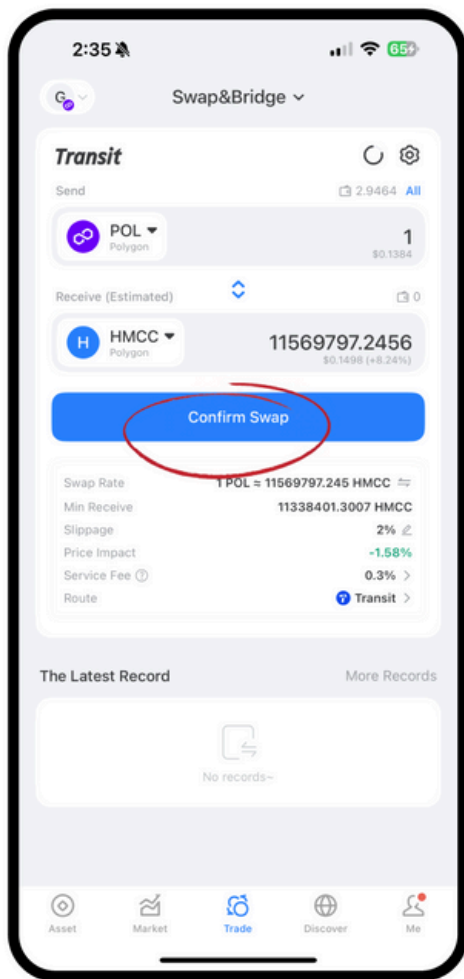 2:35 65
G Swap&Bridge
Transit
Send 2.9464 All
POL 1
Polygon $0.1384
Receive (Estimated) 0
H HMCC 11569797.2456
Polygon $0.1498 (+8.24%)
Confirm Swap
Swap Rate 1 POL ≈ 11569797.245 HMCC
Min Receive 11338401.3007 HMCC
Slippage 2%
Price Impact -1.58%
Service Fee 0.3% >
Route Transit >
The Latest Record More Records
No records~
Asset Market Trade Discover Me